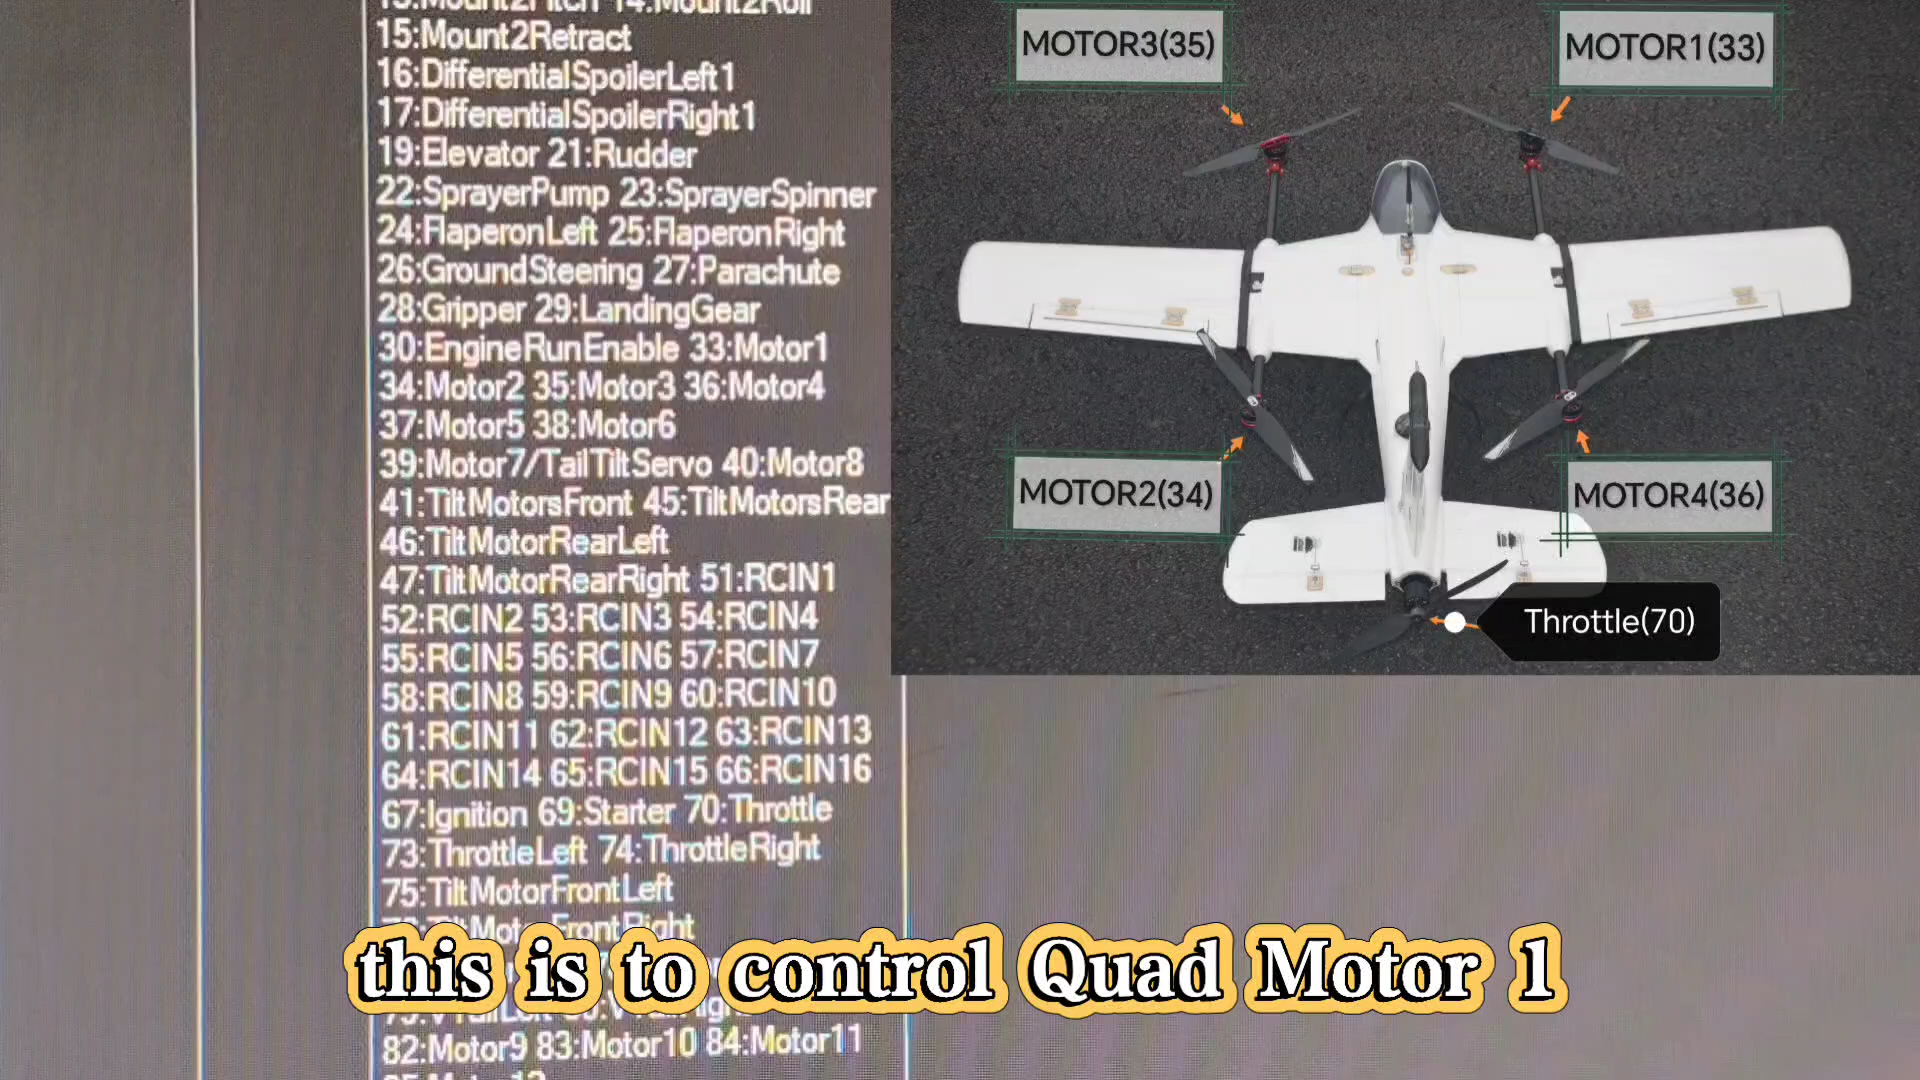 15:Mount2Retract
16:DifferentialSpoilerLeft1
17:DifferentialSpoilerRight1
19:Elevator 21:Rudder
22:SprayerPump 23:SprayerSpinner
24:FlaperonLeft 25:FlaperonRight
26:GroundSteering 27:Parachute
28:Gripper 29:LandingGear
30:EngineRunEnable 33:Motor1
34:Motor2 35:Motor3 36:Motor4
37:Motor5 38:Motor6
39:Motor7/TailTiltServo 40:Motor8
41:TiltMotorsFront 45:TiltMotorsRear
46:TiltMotorRearLeft
47:TiltMotorRearRight 51:RCIN1
52:RCIN2 53:RCIN3 54:RCIN4
55:RCIN5 56:RCIN6 57:RCIN7
58:RCIN8 59:RCIN9 60:RCIN10
61:RCIN11 62:RCIN12 63:RCIN13
64:RCIN14 65:RCIN15 66:RCIN16
67:Ignition 69:Starter 70:Throttle
73:ThrottleLeft 74:ThrottleRight
75:TiltMotorFrontLeft
82:Motor9 83:Motor10 84:Motor11
MOTOR3(35)
MOTOR1(33)
MOTOR2(34)
MOTOR4(36)
Throttle(70)
this is to control Quad Motor 1